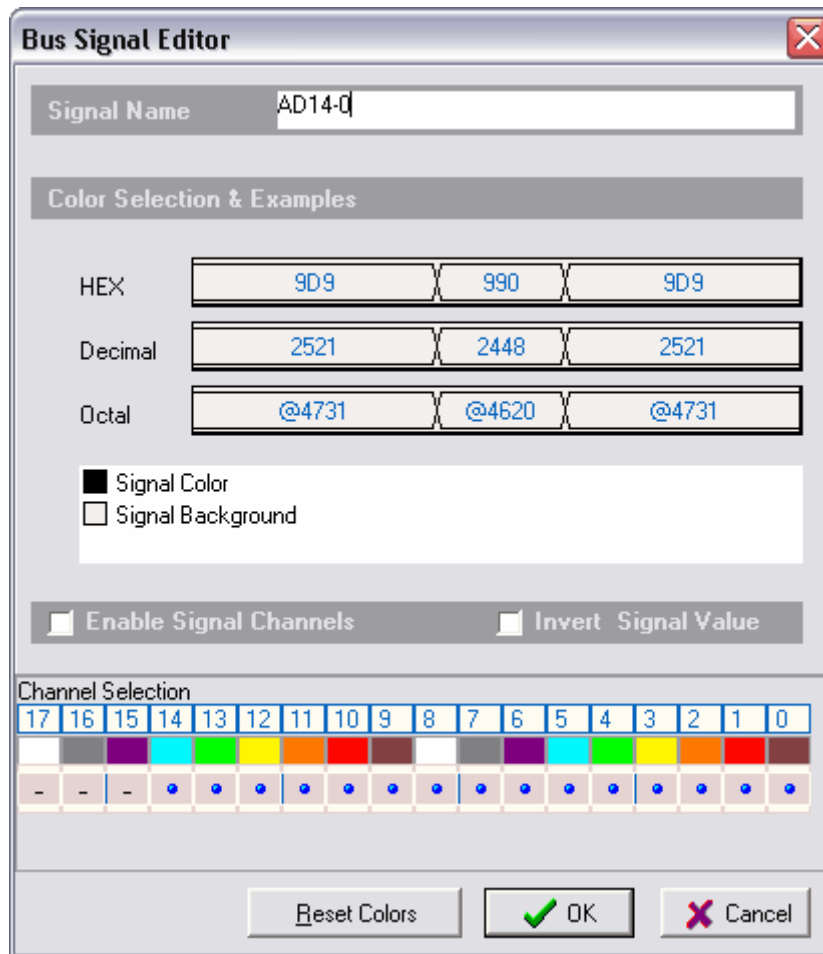 Bus Signal Editor
Signal Name AD14-0
Color Selection & Examples
HEX 9D9 990 9D9
Decimal 2521 2448 2521
Octal @4731 @4620 @4731
Signal Color
Signal Background
Enable Signal Channels Invert Signal Value
Channel Selection
17 16 15 14 13 12 11 10 9 8 7 6 5 4 3 2 1 0
- - -
Reset Colors OK Cancel